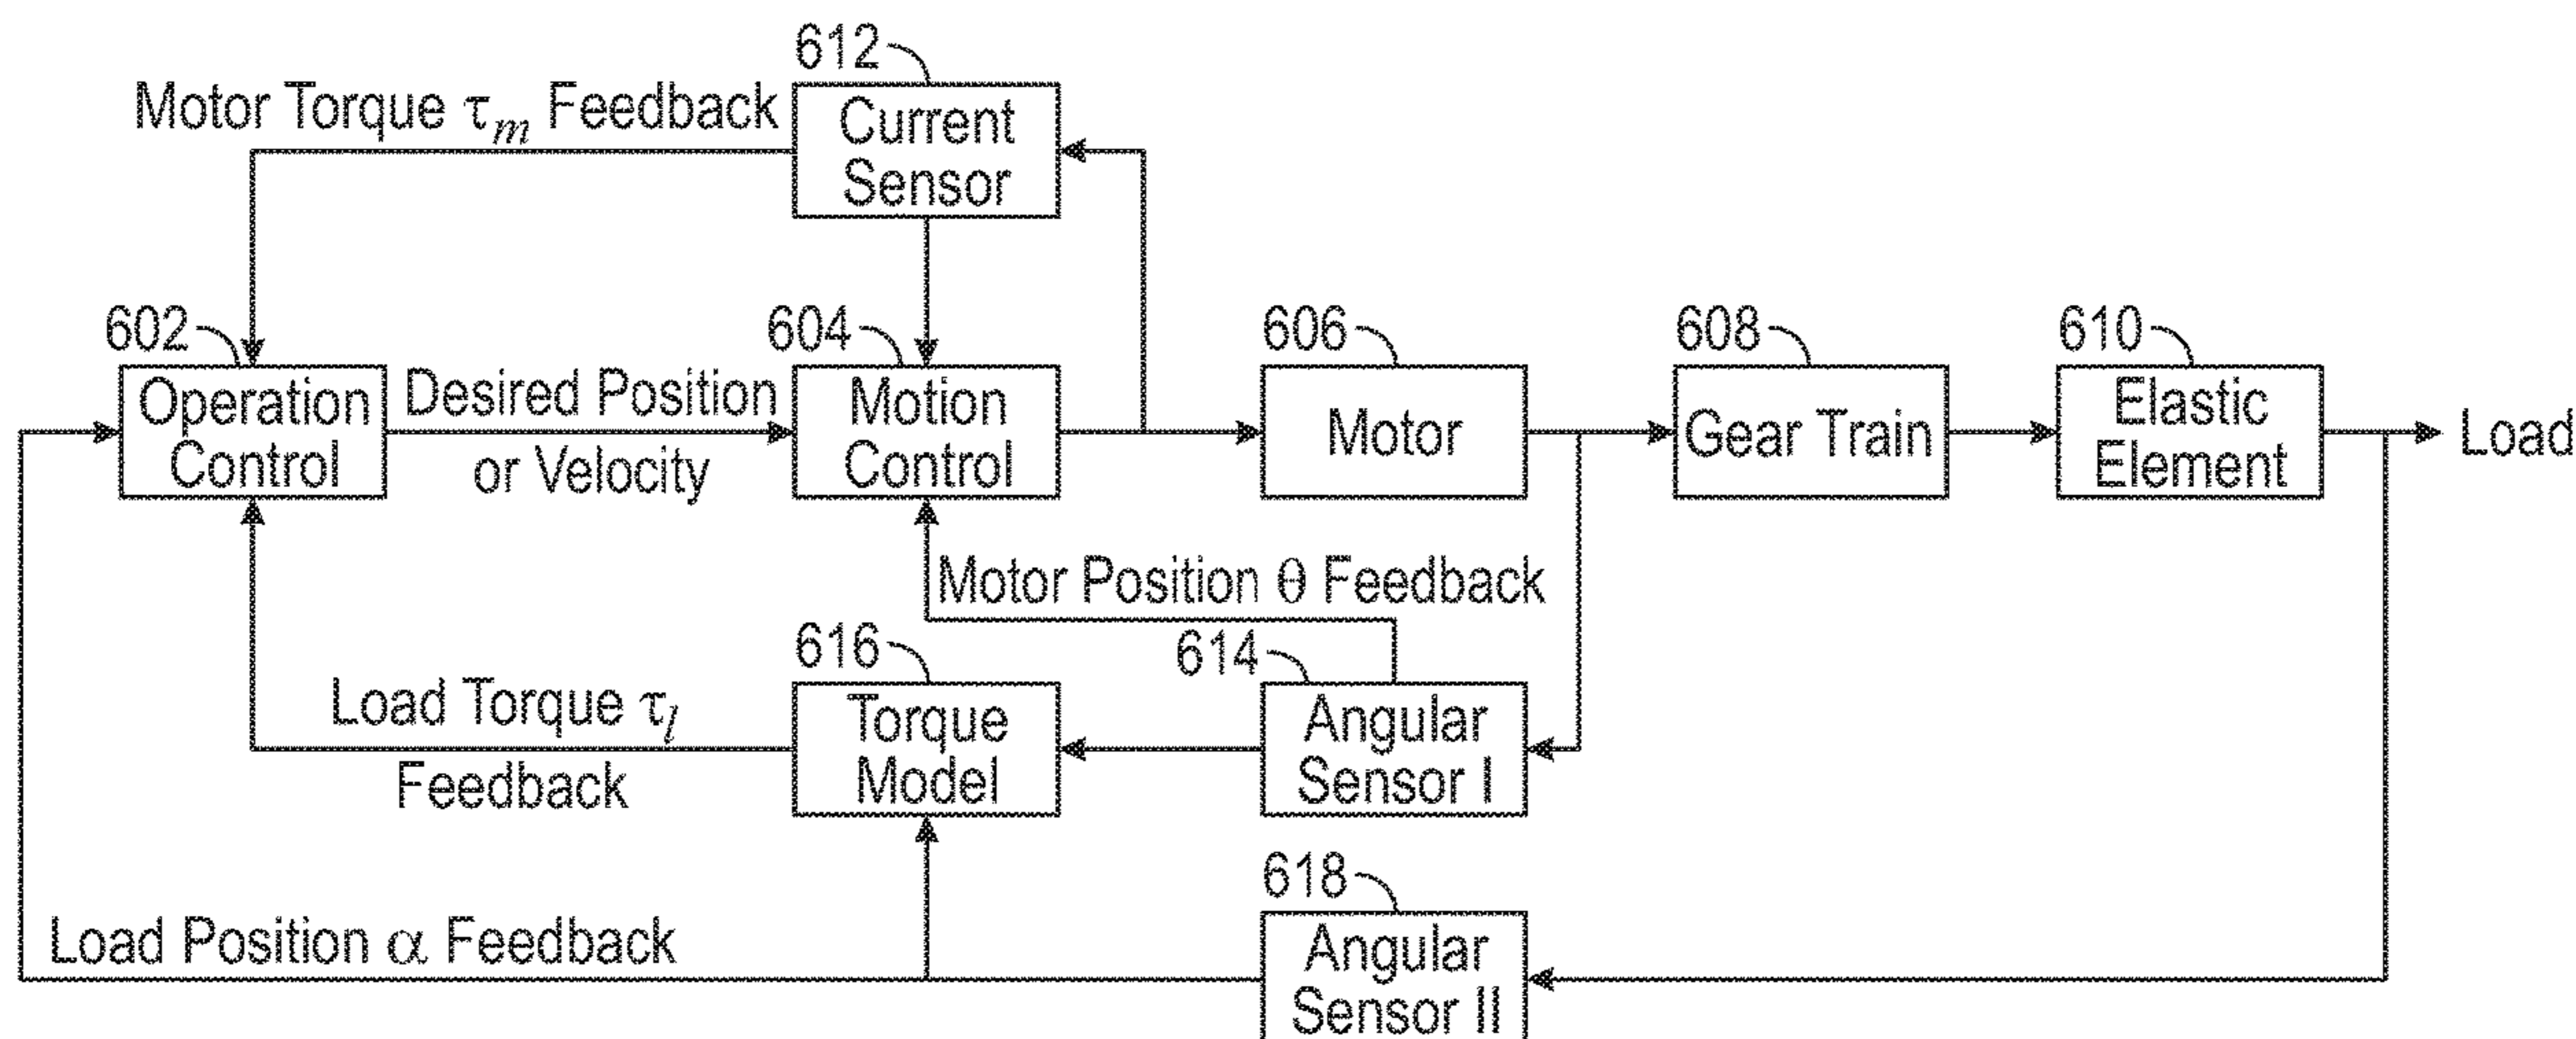 612
Motor Torque τm Feedback
Current
Sensor
602
604
606
608
610
Operation
Control
Desired Position
or Velocity
Motion
Control
Motor
Gear Train
Elastic
Element
Load
Motor Position θ Feedback
616
614
Load Torque τl
Feedback
Torque
Model
Angular
Sensor I
618
Load Position α Feedback
Angular
Sensor II